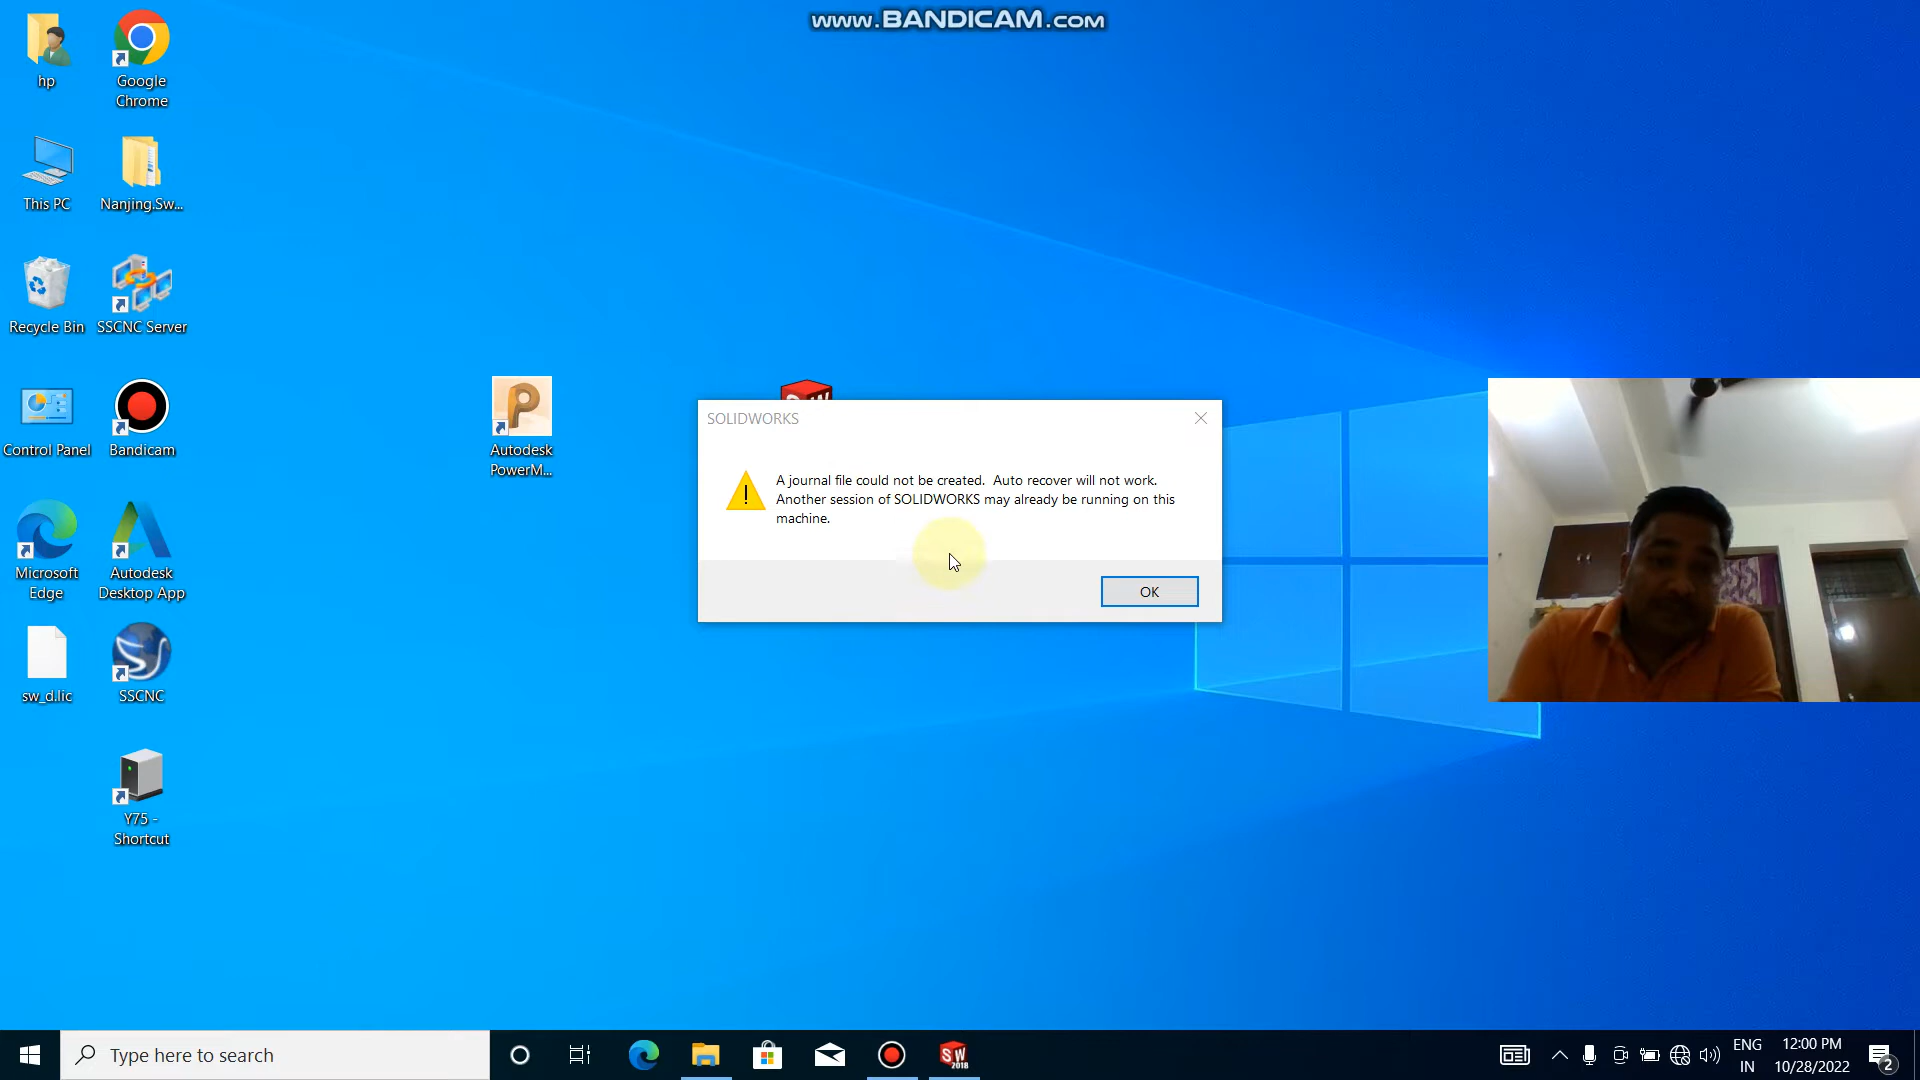 www.BANDICAM.com
hp
Google
Chrome
This PC
Nanjing.Sw...
Recycle Bin
SSCNC Server
Control Panel
Bandicam
Autodesk
PowerM...
SOLIDWORKS
A journal file could not be created.  Auto recover will not work.
Another session of SOLIDWORKS may already be running on this
machine.
OK
Microsoft
Edge
Autodesk
Desktop App
sw_d.lic
SSCNC
Y75 -
Shortcut
Type here to search
SW
2018
ENG
IN
12:00 PM
10/28/2022
2